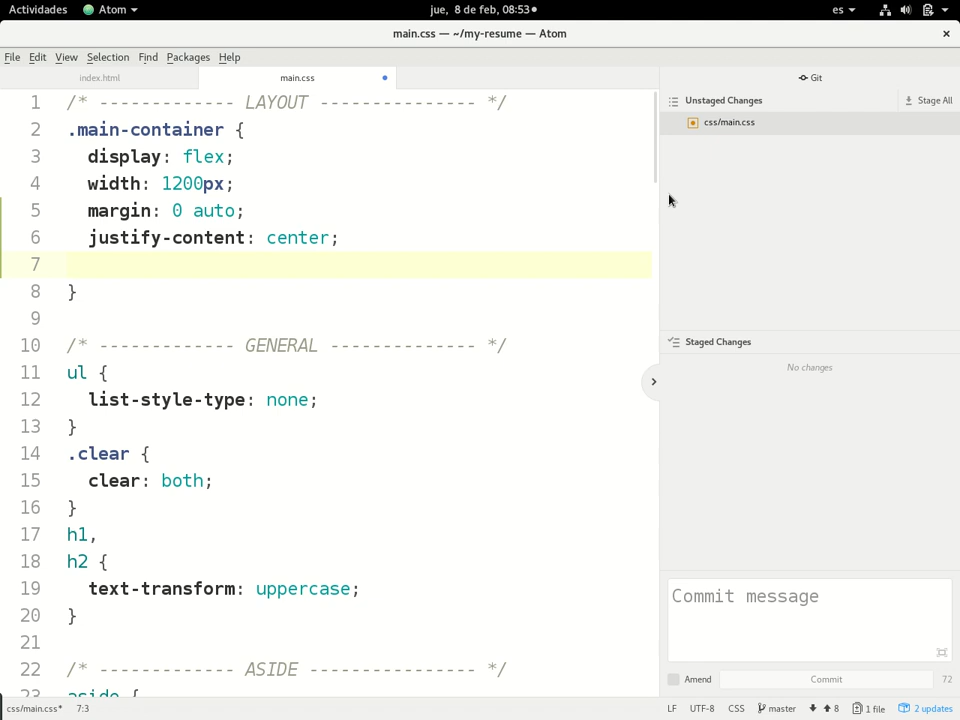 Actividades Atom jue, 8 de feb, 08:53 es
main.css — ~/my-resume — Atom
File Edit View Selection Find Packages Help
index.html main.css
1 /* ------------- LAYOUT --------------- */
2 .main-container {
3 display: flex;
4 width: 1200px;
5 margin: 0 auto;
6 justify-content: center;
7
8 }
9
10 /* ------------- GENERAL -------------- */
11 ul {
12 list-style-type: none;
13 }
14 .clear {
15 clear: both;
16 }
17 h1,
18 h2 {
19 text-transform: uppercase;
20 }
21
22 /* ------------- ASIDE ---------------- */
23 aside {
Git
Unstaged Changes Stage All
css/main.css
Staged Changes
No changes
Commit message
Amend Commit 72
css/main.css* 7:3 LF UTF-8 CSS master 8 1 file 2 updates